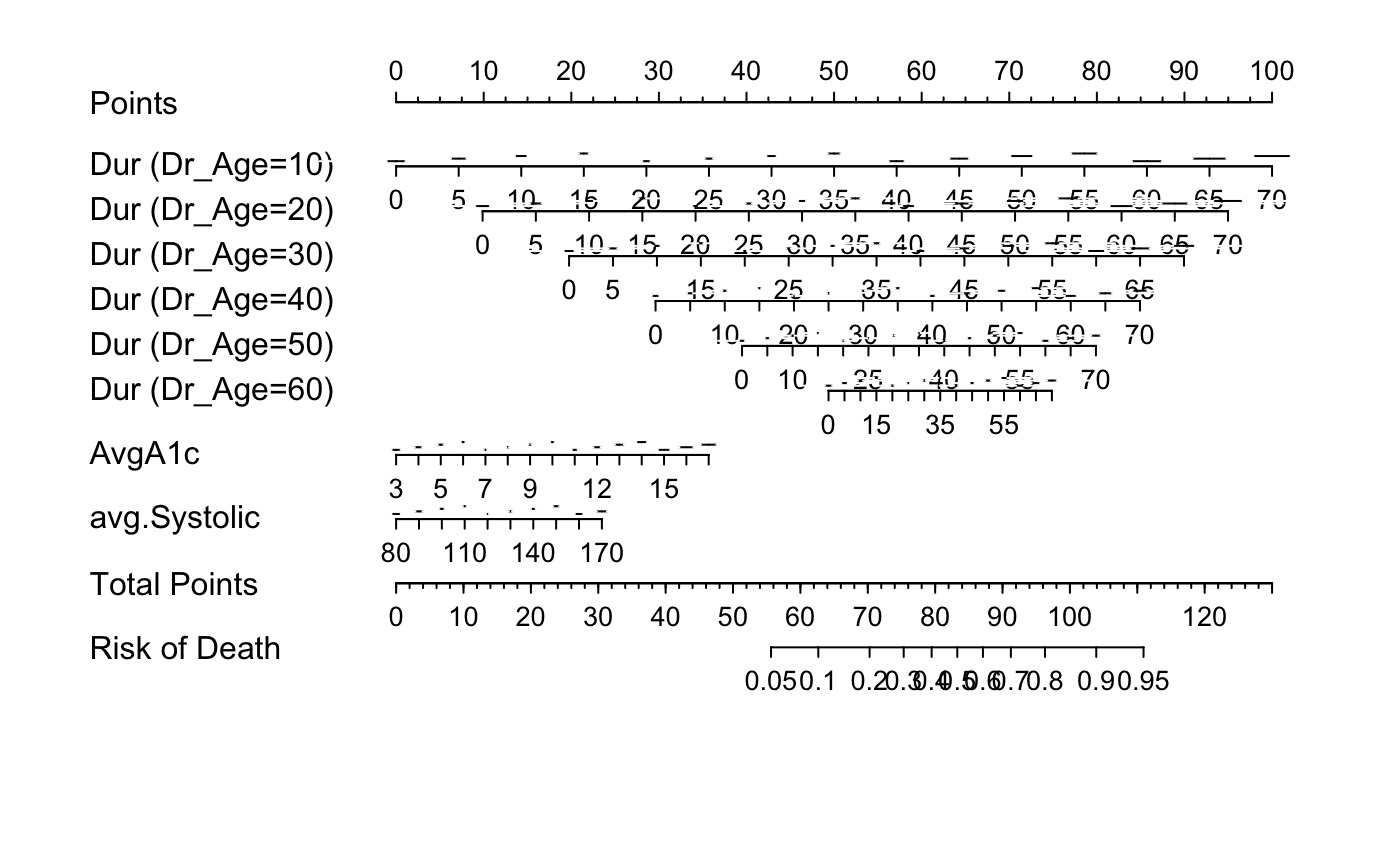 0 10 20 30 40 50 60 70 80 90 100
Points
Dur (Dr_Age=10)
0 5 10 15 20 25 30 35 40 45 50 55 60 65 70
Dur (Dr_Age=20)
0 5 10 15 20 25 30 35 40 45 50 55 60 65 70
Dur (Dr_Age=30)
0 5 15 25 35 45 55 65
Dur (Dr_Age=40)
0 10 20 30 40 50 60 70
Dur (Dr_Age=50)
0 10 25 40 55 70
Dur (Dr_Age=60)
0 15 35 55
AvgA1c
3 5 7 9 12 15
avg.Systolic
80 110 140 170
Total Points
0 10 20 30 40 50 60 70 80 90 100 120
Risk of Death
0.05 0.1 0.2 0.3 0.4 0.5 0.6 0.7 0.8 0.9 0.95